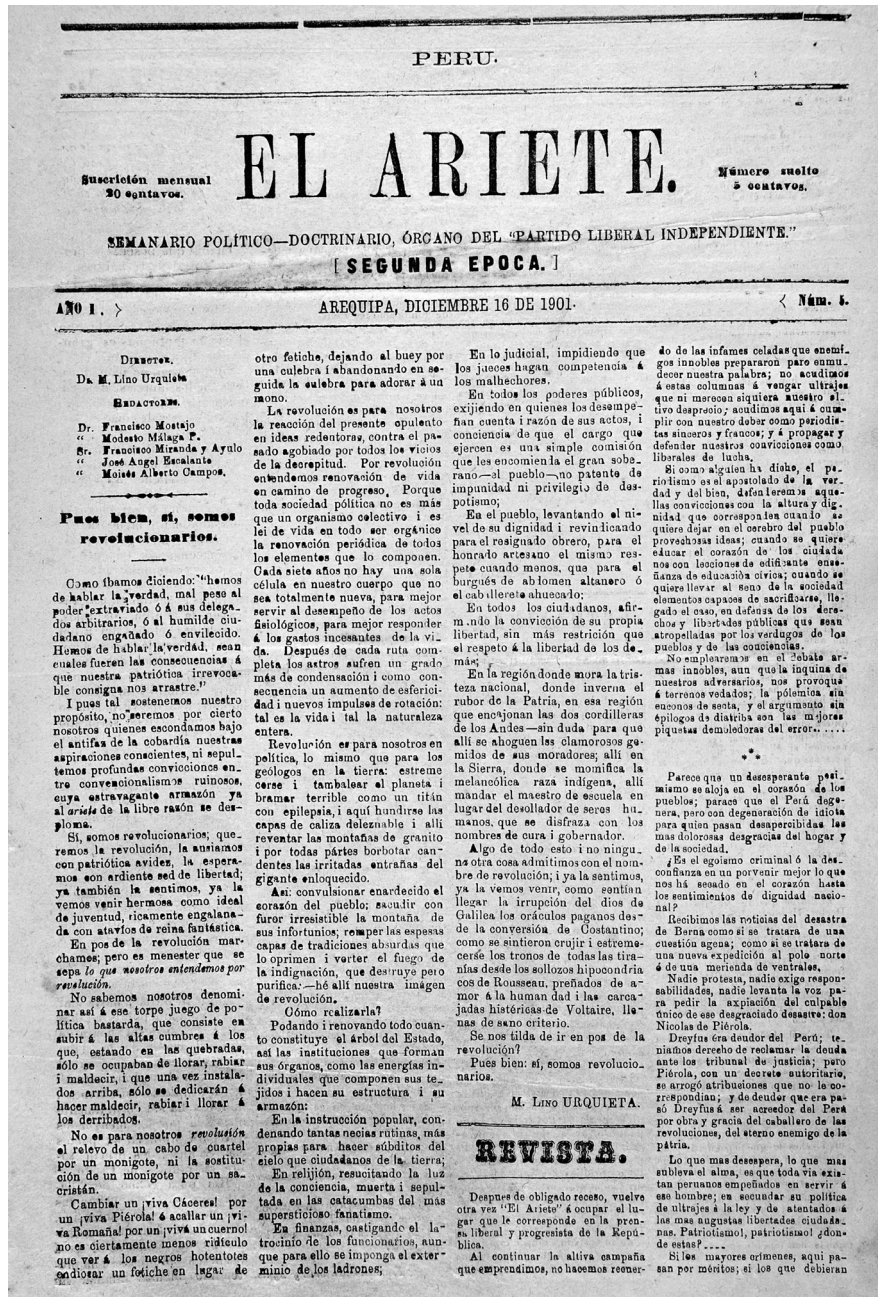 PERU.
Suscrición mensual
20 centavos.
EL ARIETE.
Número suelto
5 centavos.
SEMANARIO POLÍTICO—DOCTRINARIO, ÓRGANO DEL "PARTIDO LIBERAL INDEPENDIENTE."
[SEGUNDA EPOCA.]
AÑO I.
AREQUIPA, DICIEMBRE 16 DE 1901.
Núm. 5.
DIRECTOR.
DR. M. LINO URQUIETA
REDACTORES.
Dr. Francisco Mostajo
" Modesto Málaga P.
Sr. Francisco Miranda y Ayulo
" José Angel Escalante
" Moisés Alberto Campos.
Pues bien, sí, somos
revolucionarios.
Como íbamos diciendo: "hemos
de hablar la verdad, mal pese al
poder extraviado ó á sus delega-
dos arbitrarios, ó al humilde ciu-
dadano engañado ó envilecido.
Hemos de hablar la verdád, sean
cuales fueren las consecuencias á
que nuestra patriótica irrevoca-
ble consigna nos arrastre."
I pues tal sostenemos nuestro
propósito, no seremos por cierto
nosotros quienes escondamos bajo
el antifas de la cobardía nuestras
aspiraciones conscientes, ni sepul-
temos profundas convicciones en-
tre convencionalismos ruinosos,
cuya estravagante armazón ya
al ariete de la libre razón se des-
ploma.
Sí, somos revolucionarios; que-
remos la revolución, la ansiamos
con patriótica avidez, la espera-
mos con ardiente sed de libertad;
ya también la sentimos, ya la
vemos venir hermosa como ideal
de juventud, ricamente engalana-
da con atavíos de reina fantástica.
En pos de la revolución mar-
chamos; pero es menester que se
sepa lo que nosotros entendemos por
revolución.
No sabemos nosotros denomi-
nar así á ese torpe juego de po-
lítica bastarda, que consiste en
subir á las altas cumbres á los
que, estando en las quebradas,
sólo se ocupaban de llorar, rabiar
i maldecir, i que una vez instala-
dos arriba, sólo se dedicarán á
hacer maldecir, rabiar i llorar á
los derribados.
No es para nosotros revolusión
el relevo de un cabo de cuartel
por un monigote, ni la sostitu-
ción de un monigote por un sa-
cristán.
Cambiar un ¡viva Cáceres! por
un ¡viva Piérola! ó acallar un ¡vi-
va Romaña! por un ¡vivá un cuerno!
no es ciertamente menos ridículo
que ver á los negros hotentotes
endiosar un fetiche en lugar de
otro fetiche, dejando al buey por
una culebra i abandonando en se-
guida la culebra para adorar á un
mono.
La revolución es para nosotros
la reacción del presente opulento
en ideas redentoras, contra el pa-
sado agobiado por todos los vicios
de la decrepitud. Por revolución
entendemos renovación de vida
en camino de progreso. Porque
toda sociedad política no es más
que un organismo colectivo i es
lei de vida en todo ser orgánico
la renovación periódica de todos
los elementos que lo componen.
Cada siete años no hay una sola
célula en nuestro cuerpo que no
sea totalmente nueva, para mejor
servir al desempeño de los actos
fisiológicos, para mejor responder
á los gastos incesantes de la vi-
da. Después de cada ruta com-
pleta los astros sufren un grado
más de condensación i como con-
secuencia un aumento de esferici-
dad i nuevos impulsos de rotación:
tal es la vida i tal la naturaleza
entera.
Revolución es para nosotros en
política, lo mismo que para los
geólogos en la tierra: estreme
cerse i tambalear el planeta i
bramar terrible como un titán
con epilepsia, i aquí hundirse las
capas de caliza deleznable i allí
reventar las montañas de granito
i por todas pártes borbotar can-
dentes las irritadas entrañas del
gigante enloquecido.
Así: convulsionar enardecido el
corazón del pueblo; sacudir con
furor irresistible la montaña de
sus infortunios; remper las espesas
capas de tradiciones absurdas que
lo oprimen i verter el fuego de
la indignación, que destruye pero
purifica:—hé allí nuestra imágen
de revolución.
Cómo realizarla?
Podando i renovando todo cuan-
to constituye el árbol del Estado,
así las instituciones que forman
sus órganos, como las energías in-
dividuales que componen sus te-
jidos i hacen su estructura i su
armazón:
En la instrucción popular, con-
denando tantas necias rutinas, más
propias para hacer súbditos del
cielo que ciudadanos de la tierra;
En relijión, resucitando la luz
de la conciencia, muerta i sepul-
tada en las catacumbas del más
supersticioso fanatismo.
En finanzas, castigando el la-
trocinio de los funcionarios, aun-
que para ello se imponga el exter-
minio de los ladrones;
En lo judicial, impidiendo que
los jueces hagan competencia á
los malhechores.
En todos los poderes públicos,
exijiendo en quienes los desempe-
ñan cuenta i razón de sus actos, i
conciencia de que el cargo que
ejercen es una simple comisión
que les encomienda el gran sobe-
rano—el pueblo—no patente de
impunidad ni privilegio de des-
potismo;
En el pueblo, levantando el ni-
vel de su dignidad i revindicando
para el resignado obrero, para el
honrado artesano el mismo res-
peto cuando menos, que para el
burgués de abdomen altanero ó
el caballerete ahuecado;
En todos los ciudadanos, afir-
mando la convicción de su propia
libertad, sin más restrición que
el respeto á la libertad de los de-
más;
En la región donde mora la tris-
teza nacional, donde inverna el
rubor de la Patria, en esa región
que encajonan las dos cordilleras
de los Andes—sin duda para que
allí se ahoguen los clamorosos ge-
midos de sus moradores; allí en
la Sierra, donde se momifica la
melancólica raza indígena, allí
mandar el maestro de escuela en
lugar del desollador de seres hu-
manos, que se disfraza con los
nombres de cura i gobernador.
Algo de todo esto i no ningu-
na otra cosa admitimos con el nom-
bre de revolución; i ya la sentimos,
ya la vemos venir, como sentían
llegar la irrupción del dios de
Galilea los oráculos paganos des-
de la conversión de Costantino;
como se sintieron crujir i estreme-
cerse los tronos de todas las tira-
nías desde los sollozos hipocondria
cos de Rousseau, preñados de a-
mor á la human dad i las carca-
jadas histéricas de Voltaire, lle-
nas de sano criterio.
Se nos tilda de ir en pos de la
revolución?
Pues bien: sí, somos revolucio-
narios.
M. LINO URQUIETA.
REVISTA.
Despues de obligado receso, vuelve
otra vez "El Ariete" á ocupar el lu-
gar que le corresponde en la pren-
sa liberal y progresista de la Repú-
blica.
Al continuar la altiva campaña
que emprendimos, no hacemos recuer-
do de las infames celadas que enemi-
gos innobles prepararon para enmu-
decer nuestra palabra; no acudimos
á estas columnas á vengar ultrajes
que ni merecen siquiera nuestro al-
tivo desprecio; acudimos aquí á cum-
plir con nuestro deber como periodis-
tas sinceros y francos; y á propagar y
defender nuestros convicciones como
liberales de lucha.
Si como alguien ha dicho, el pe-
riodismo es el apostolado de la ver-
dad y del bien, defenderemos aque-
llas convicciones con la altura y dig-
nidad que corresponden cuando se
quiere dejar en el cerebro del pueblo
provechosas ideas; cuando se quiere
educar el corazón de los ciudada
nos con lecciones de edificante ense-
ñanza de educación cívica; cuando se
quiere llevar al seno de la sociedad
elementos capaces de sacrificarse, lle-
gado el caso, en defensa de los dere-
chos y libertades públicas que sean
atropelladas por los verdugos de los
pueblos y de las conciencias.
No emplearemos en el debate ar-
mas innobles, aun que la inquina de
nuestros adversarios, nos provoque
á terrenos vedados; la pólemica sin
enconos de secta, y el argumento sin
épilogos de diatriba son las mejores
piquetas demoledoras del error.....
* * *
Parece que un desesperante pesi-
mismo se aloja en el corazón de los
pueblos; parece que el Perú dege-
nera, pero con degeneración de idiota
para quien pasan desapercibidas las
mas dolorosas desgracias del hogar y
de la sociedad.
¿Es el egoismo criminal ó la des-
confianza en un porvenir mejor lo que
nos há secado en el corazón hasta
los sentimientos de dignidad nacio-
nal?
Recibimos las noticias del desastre
de Berna como si se tratara de una
cuestión agena; como si se tratara de
una nueva expedición al polo norte
ó de una merienda de ventrales.
Nadie protesta, nadie exige respon-
sabilidades, nadie levanta la voz pa-
ra pedir la expiación del culpable
único de ese desgraciado desastre: don
Nicolas de Piérola.
Dreyfus éra deudor del Perú; te-
niamos derecho de reclamar la deuda
ante los tribunal de justicia; pero
Piérola, con un decreto autoritario,
se arrogó atribuciones que no le co-
rrespondian; y de deudor que era pa-
só Dreyfus á ser acreedor del Perú
por obra y gracia del caballero de las
revoluciones, del eterno enemigo de la
pátria.
Lo que mas desespera, lo que mas
subleva el alma, es que toda via exis-
tan peruanos empeñados en servir á
ese hombre; en secundar su política
de ultrajes á la ley y de atentados á
las mas augustas libertades ciudada-
nas. Patriotismo!, patriotismo! ¿don-
de estas?....
Si los mayores crímenes, aqui pa-
san por méritos; si los que debieran